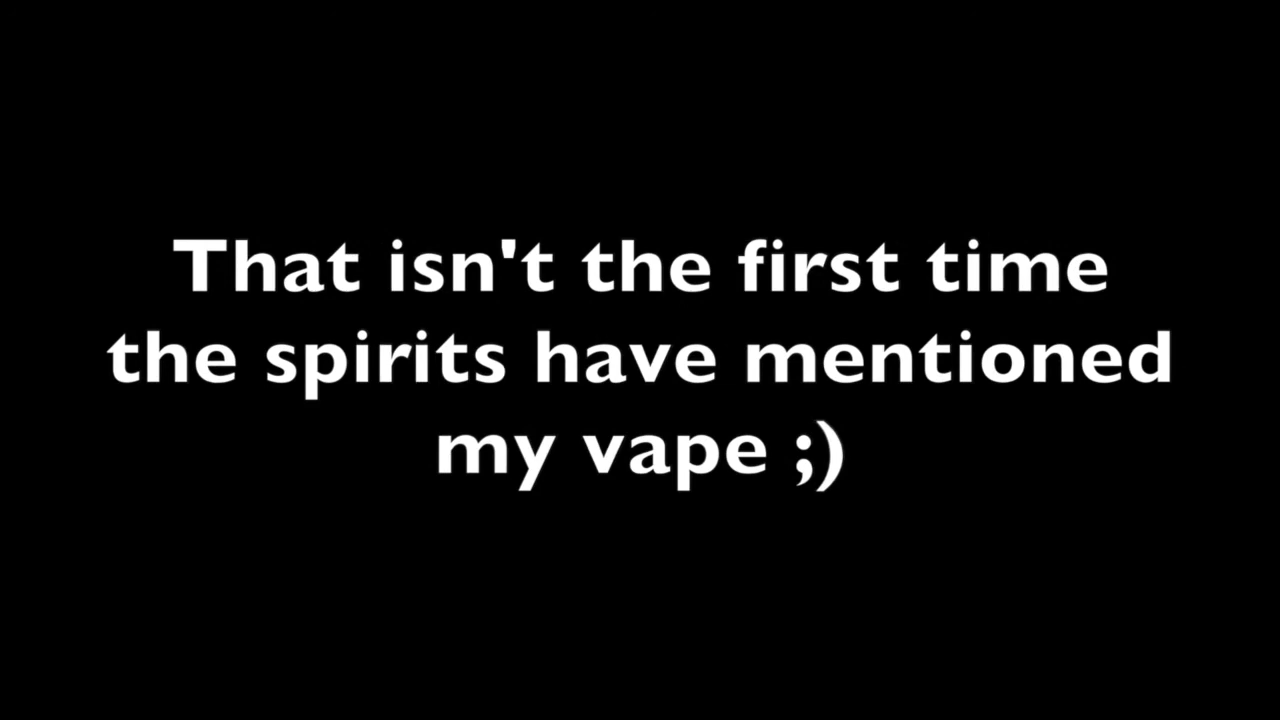 That isn't the first time
the spirits have mentioned
my vape ;)